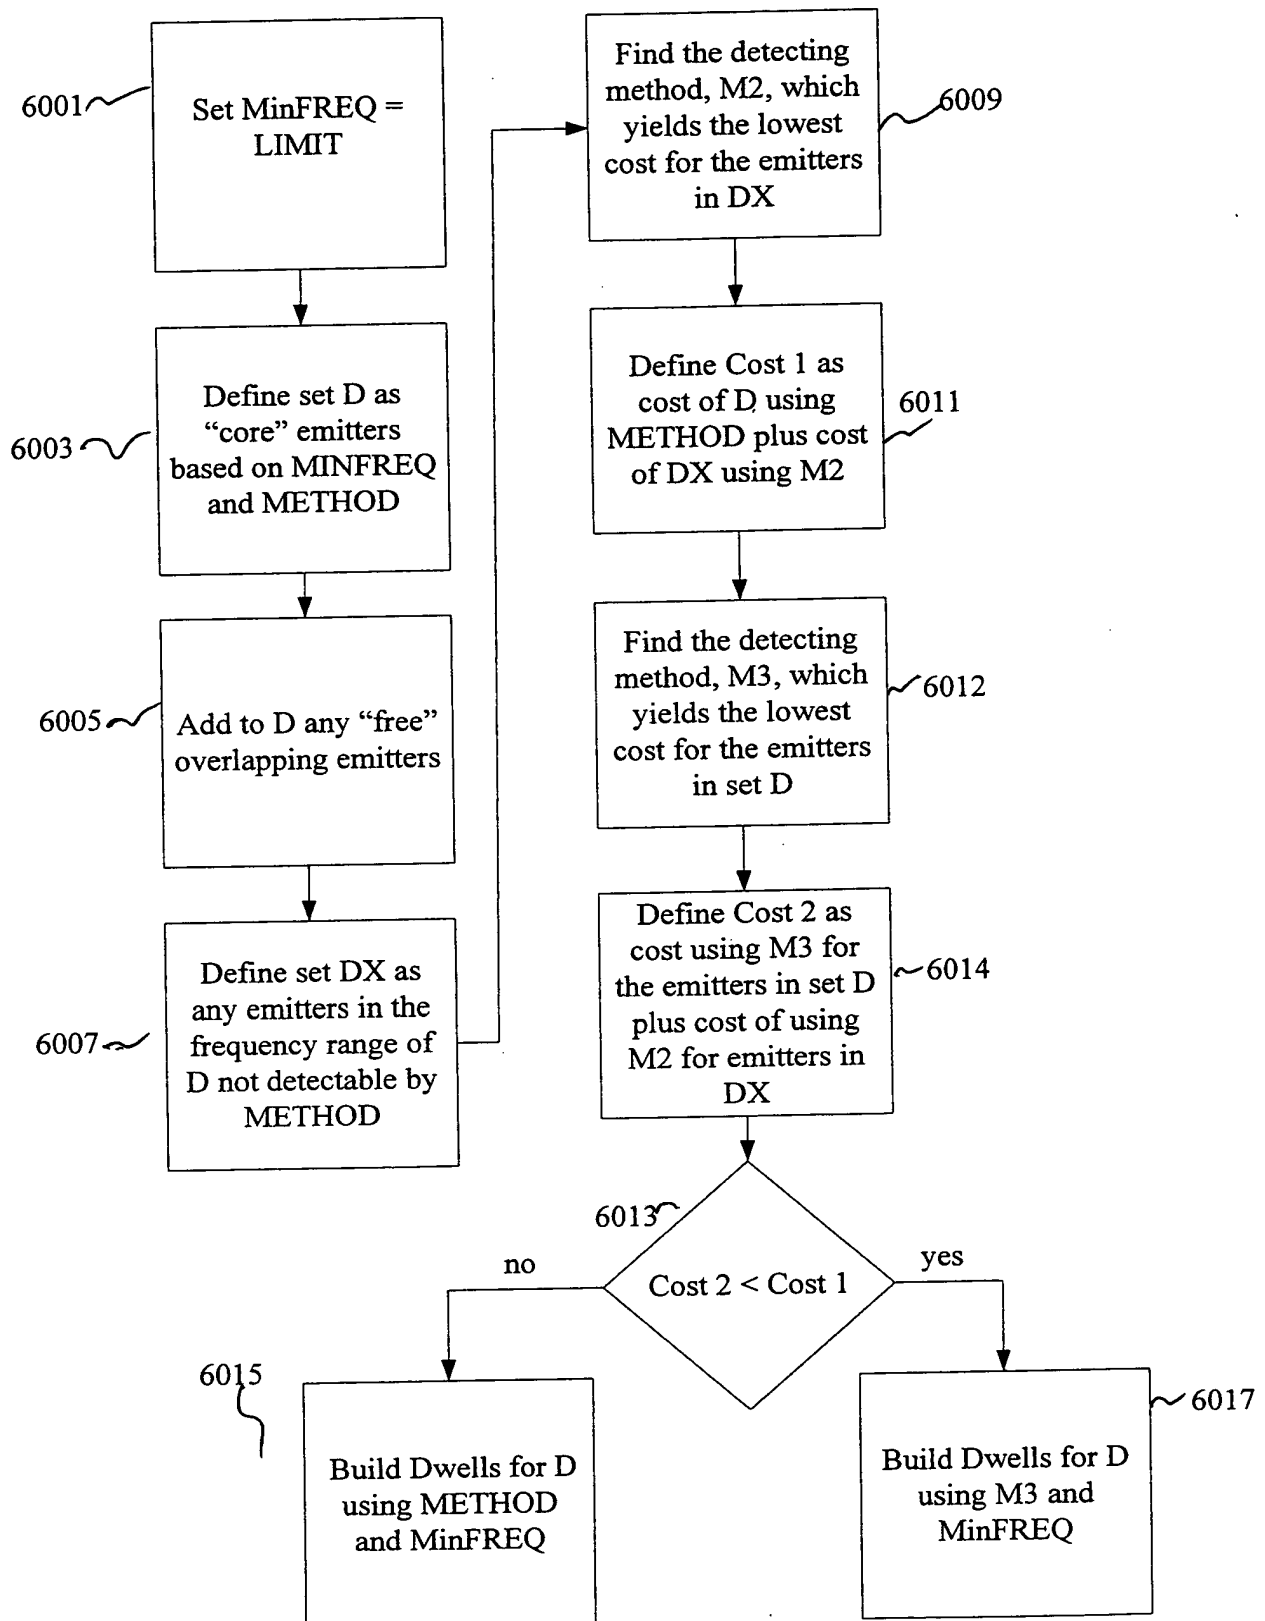 6001
Set MinFREQ =
LIMIT
6003
Define set D as
“core” emitters
based on MINFREQ
and METHOD
6005
Add to D any “free”
overlapping emitters
6007
Define set DX as
any emitters in the
frequency range of
D not detectable by
METHOD
Find the detecting
method, M2, which
yields the lowest
cost for the emitters
in DX
6009
Define Cost 1 as
cost of D using
METHOD plus cost
of DX using M2
6011
Find the detecting
method, M3, which
yields the lowest
cost for the emitters
in set D
6012
Define Cost 2 as
cost using M3 for
the emitters in set D
plus cost of using
M2 for emitters in
DX
6014
6013
Cost 2 < Cost 1
no
yes
6015
Build Dwells for D
using METHOD
and MinFREQ
6017
Build Dwells for D
using M3 and
MinFREQ